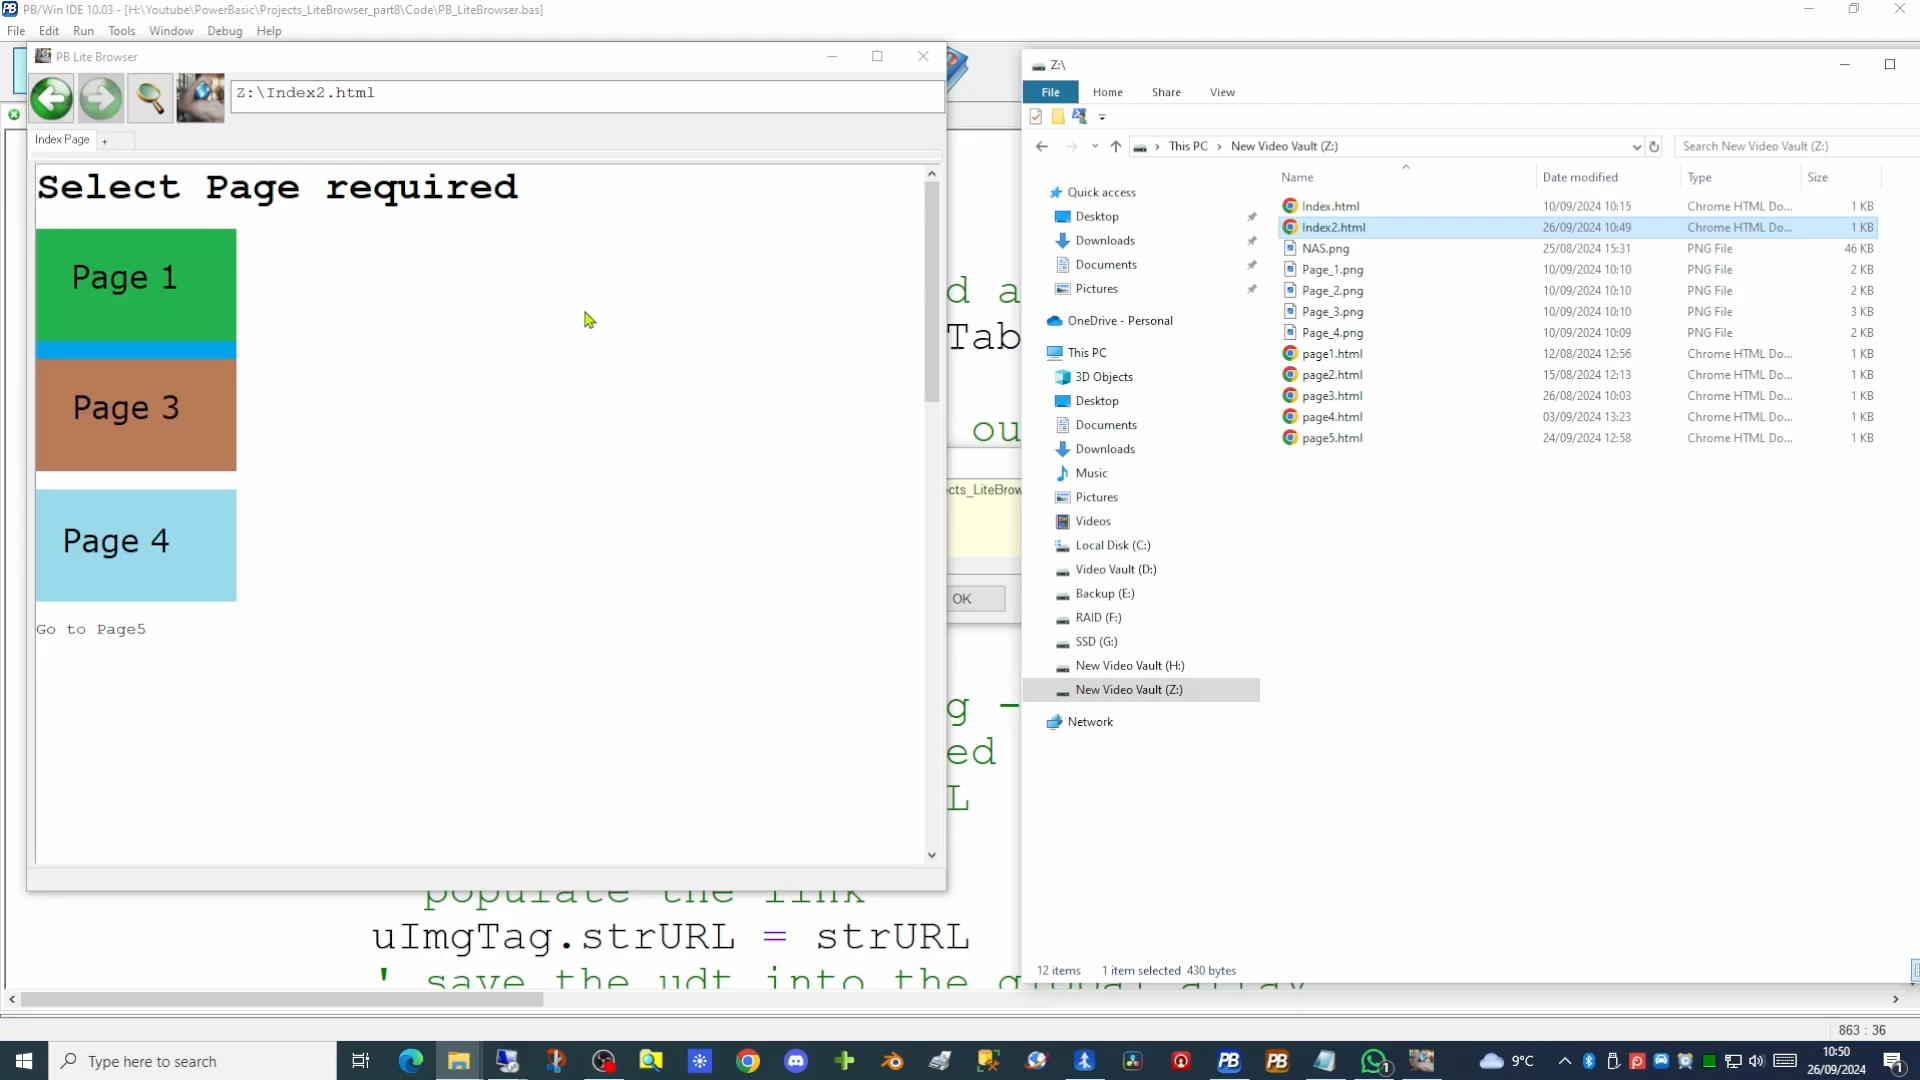 PB/Win IDE 10.03 - [H:\Youtube\PowerBasic\Projects_LiteBrowser_part8\Code\PB_LiteBrowser.bas]
File Edit Run Tools Window Debug Help
PB Lite Browser
Z:\Index2.html
Index Page +
Select Page required
Page 1
Page 3
Page 4
Go to Page5
d a
Tab
ou
ects_LiteBrow
OK
g -
ed
L
populate the link
uImgTag.strURL = strURL
' save the udt into the global array
863 : 36
Z:\
File Home Share View
This PC > New Video Vault (Z:)
Search New Video Vault (Z:)
Quick access
Desktop
Downloads
Documents
Pictures
OneDrive - Personal
This PC
3D Objects
Desktop
Documents
Downloads
Music
Pictures
Videos
Local Disk (C:)
Video Vault (D:)
Backup (E:)
RAID (F:)
SSD (G:)
New Video Vault (H:)
New Video Vault (Z:)
Network
Name Date modified Type Size
Index.html 10/09/2024 10:15 Chrome HTML Do... 1 KB
Index2.html 26/09/2024 10:49 Chrome HTML Do... 1 KB
NAS.png 25/08/2024 15:31 PNG File 46 KB
Page_1.png 10/09/2024 10:10 PNG File 2 KB
Page_2.png 10/09/2024 10:10 PNG File 2 KB
Page_3.png 10/09/2024 10:10 PNG File 3 KB
Page_4.png 10/09/2024 10:09 PNG File 2 KB
page1.html 12/08/2024 12:56 Chrome HTML Do... 1 KB
page2.html 15/08/2024 12:13 Chrome HTML Do... 1 KB
page3.html 26/08/2024 10:03 Chrome HTML Do... 1 KB
page4.html 03/09/2024 13:23 Chrome HTML Do... 1 KB
page5.html 24/09/2024 12:58 Chrome HTML Do... 1 KB
12 items 1 item selected 430 bytes
Type here to search
9°C
10:50
26/09/2024